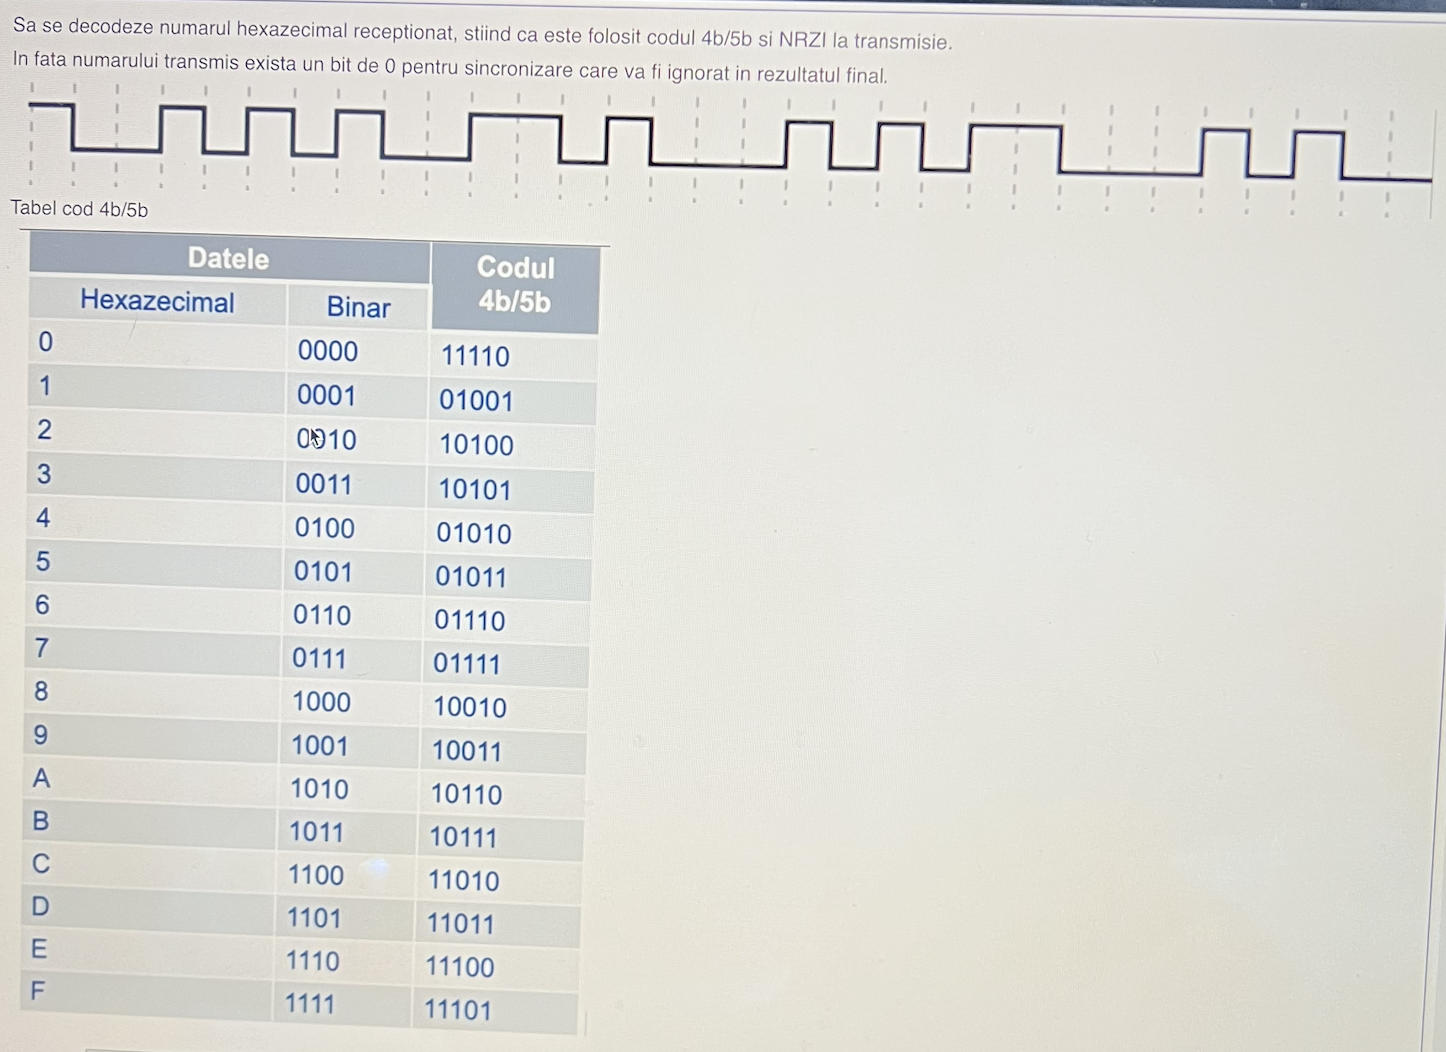 Sa se decodeze numarul hexazecimal receptionat, stiind ca este folosit codul 4b/5b si NRZI la transmisie.
In fata numarului transmis exista un bit de 0 pentru sincronizare care va fi ignorat in rezultatul final.
Tabel cod 4b/5b
Datele Codul 4b/5b
Hexazecimal Binar
0 0000 11110
1 0001 01001
2 0010 10100
3 0011 10101
4 0100 01010
5 0101 01011
6 0110 01110
7 0111 01111
8 1000 10010
9 1001 10011
A 1010 10110
B 1011 10111
C 1100 11010
D 1101 11011
E 1110 11100
F 1111 11101